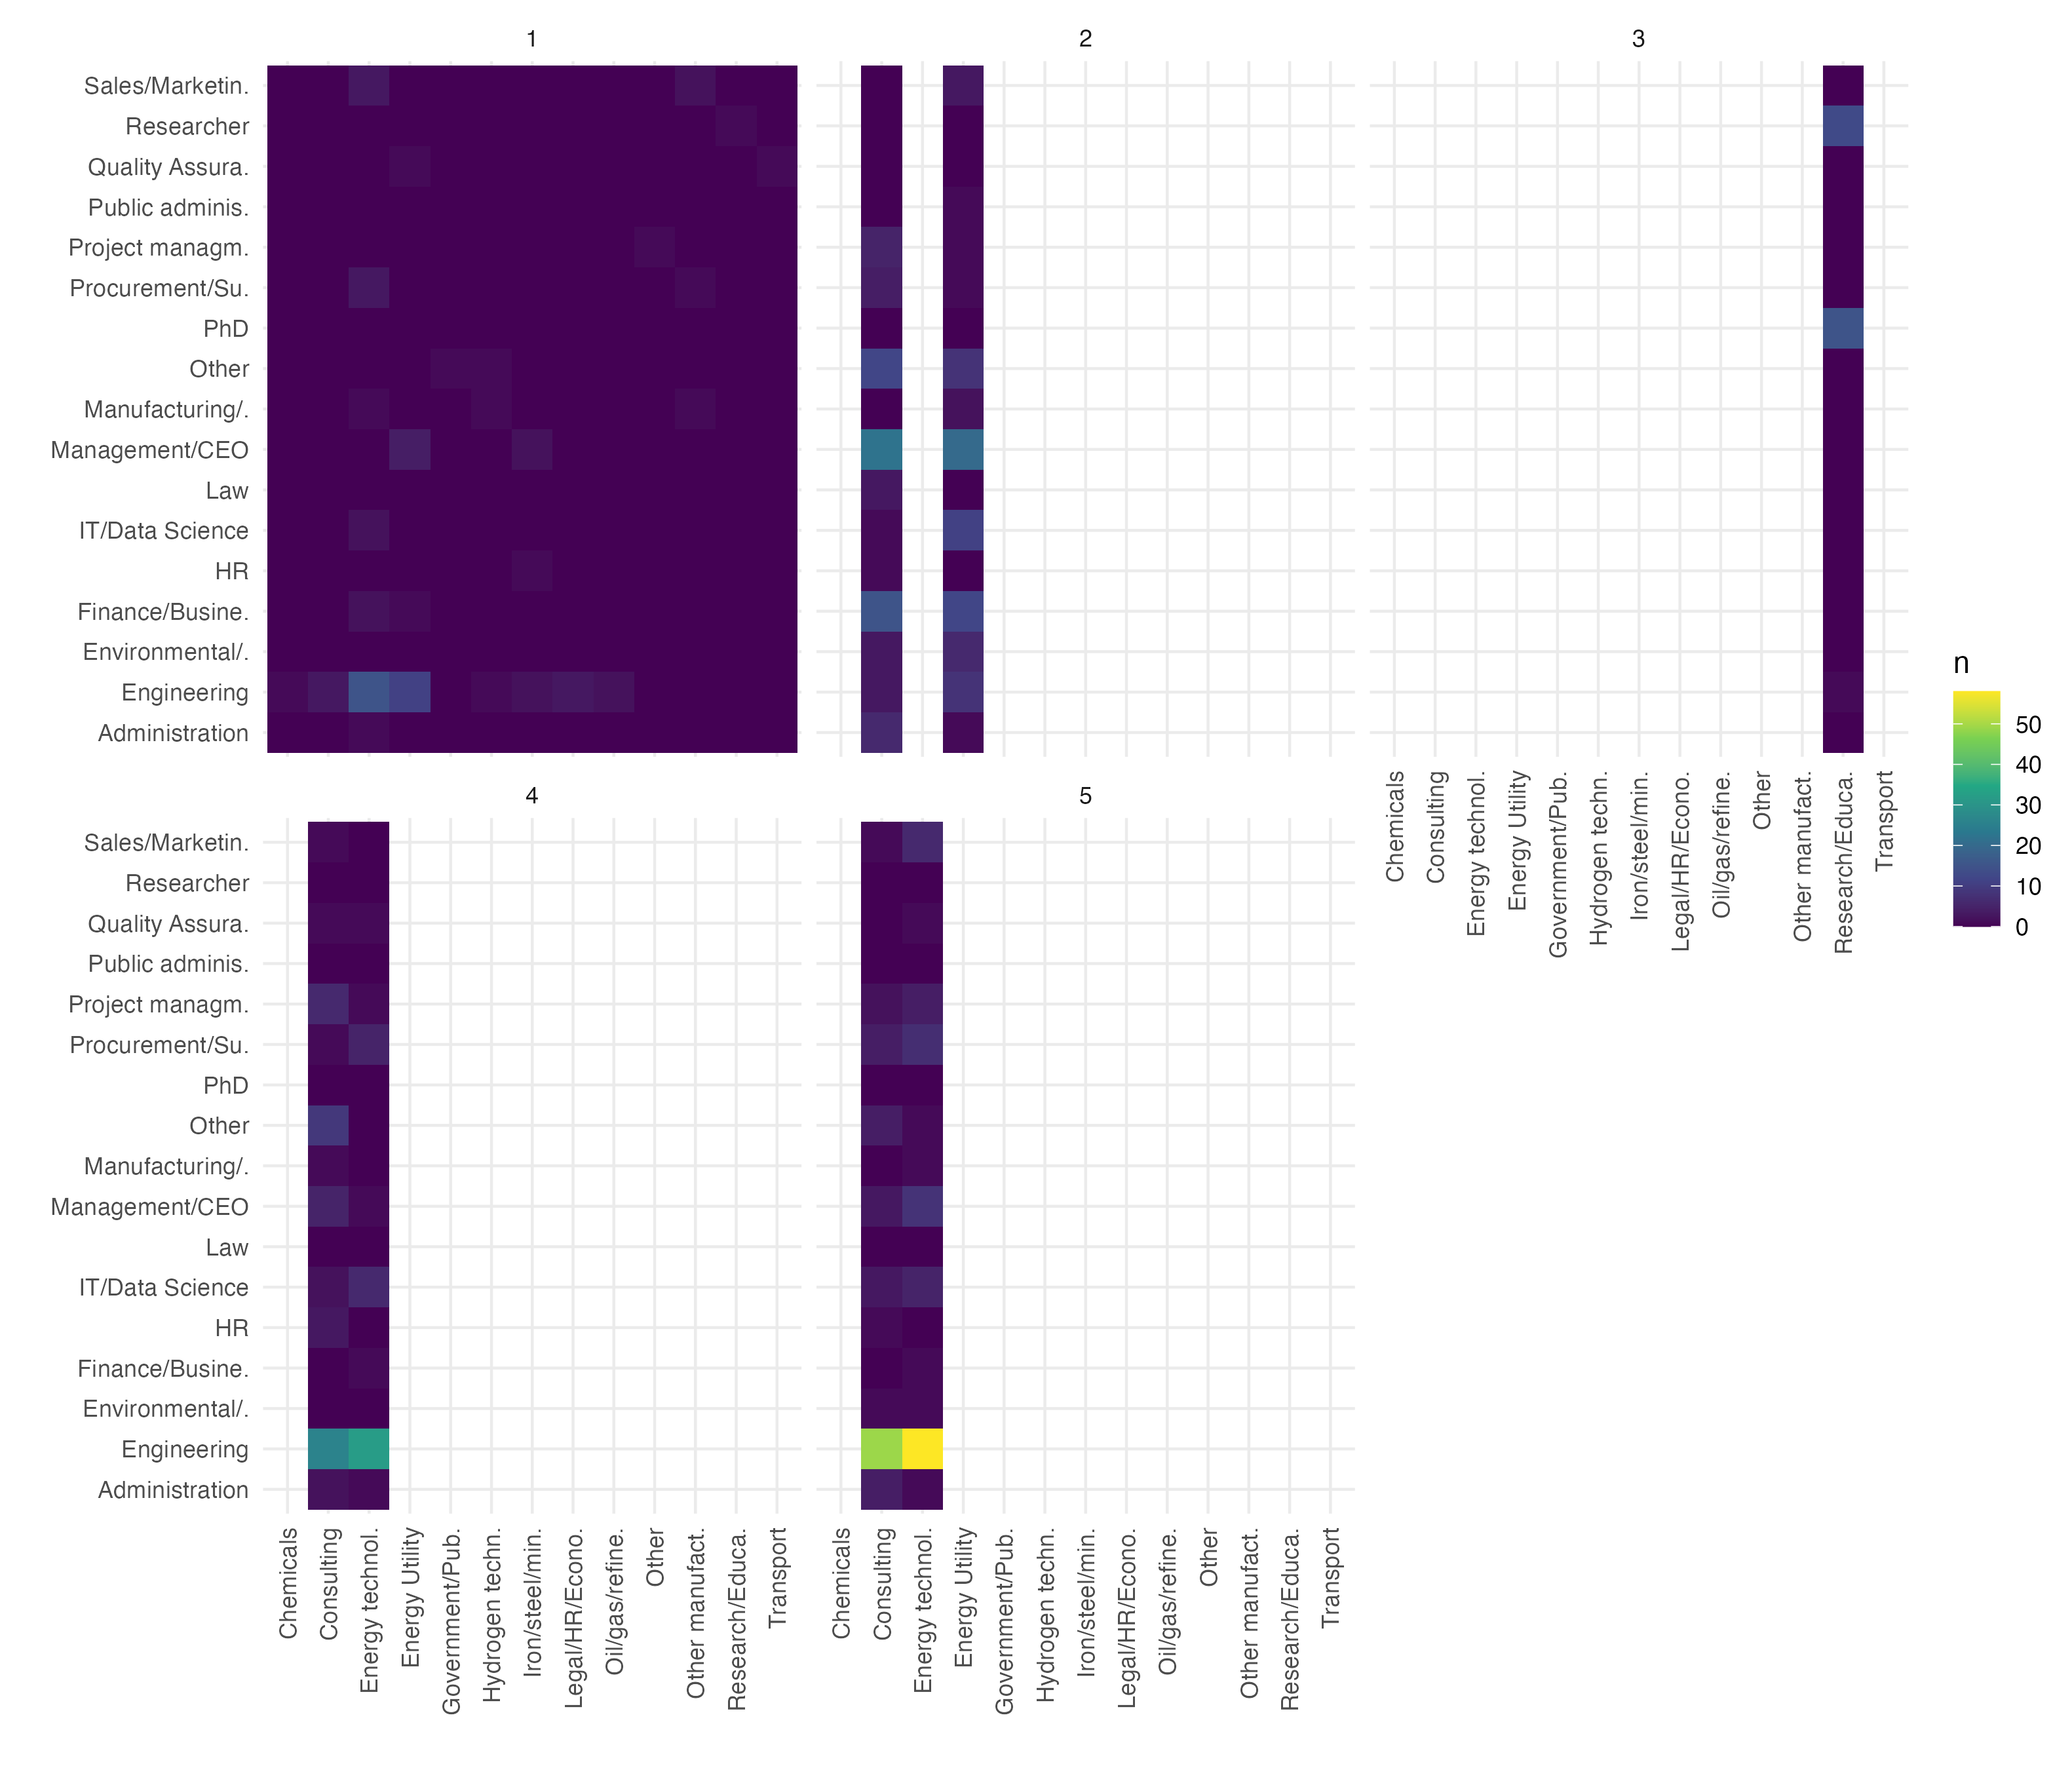 1
2
3
Sales/Marketin.
Researcher
Quality Assura.
Public adminis.
Project managm.
Procurement/Su.
PhD
Other
Manufacturing/.
Management/CEO
Law
IT/Data Science
HR
Finance/Busine.
Environmental/.
Engineering
Administration
Chemicals
Consulting
Energy technol.
Energy Utility
Government/Pub.
Hydrogen techn.
Iron/steel/min.
Legal/HR/Econo.
Oil/gas/refine.
Other
Other manufact.
Research/Educa.
Transport
n
50
40
30
20
10
0
4
5
Sales/Marketin.
Researcher
Quality Assura.
Public adminis.
Project managm.
Procurement/Su.
PhD
Other
Manufacturing/.
Management/CEO
Law
IT/Data Science
HR
Finance/Busine.
Environmental/.
Engineering
Administration
Chemicals
Consulting
Energy technol.
Energy Utility
Government/Pub.
Hydrogen techn.
Iron/steel/min.
Legal/HR/Econo.
Oil/gas/refine.
Other
Other manufact.
Research/Educa.
Transport
Chemicals
Consulting
Energy technol.
Energy Utility
Government/Pub.
Hydrogen techn.
Iron/steel/min.
Legal/HR/Econo.
Oil/gas/refine.
Other
Other manufact.
Research/Educa.
Transport